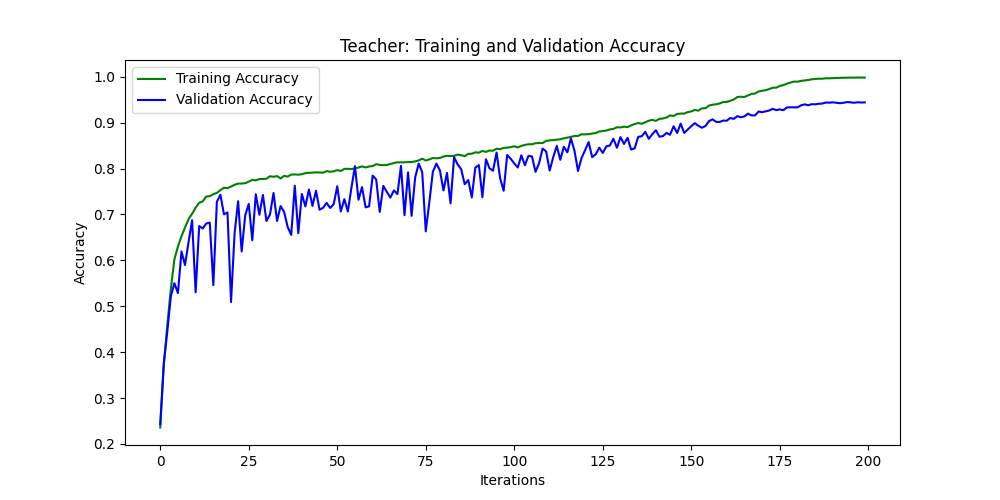 Teacher: Training and Validation Accuracy
Training Accuracy
Validation Accuracy
1.0
0.9
0.8
0.7
0.6
0.5
0.4
0.3
0.2
Accuracy
0 25 50 75 100 125 150 175 200
Iterations